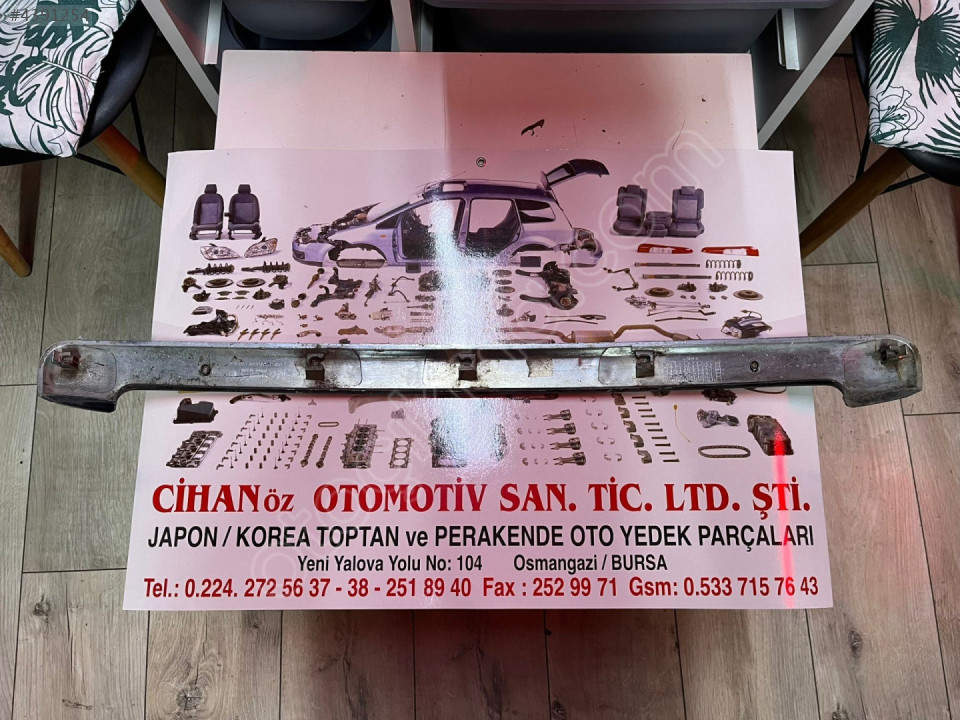 CİHANöz OTOMOTİV SAN. TİC. LTD. ŞTİ.
JAPON / KOREA TOPTAN ve PERAKENDE OTO YEDEK PARÇALARI
Yeni Yalova Yolu No: 104 Osmangazi / BURSA
Tel.: 0.224. 272 56 37 - 38 - 251 89 40 Fax : 252 99 71 Gsm: 0.533 715 76 43